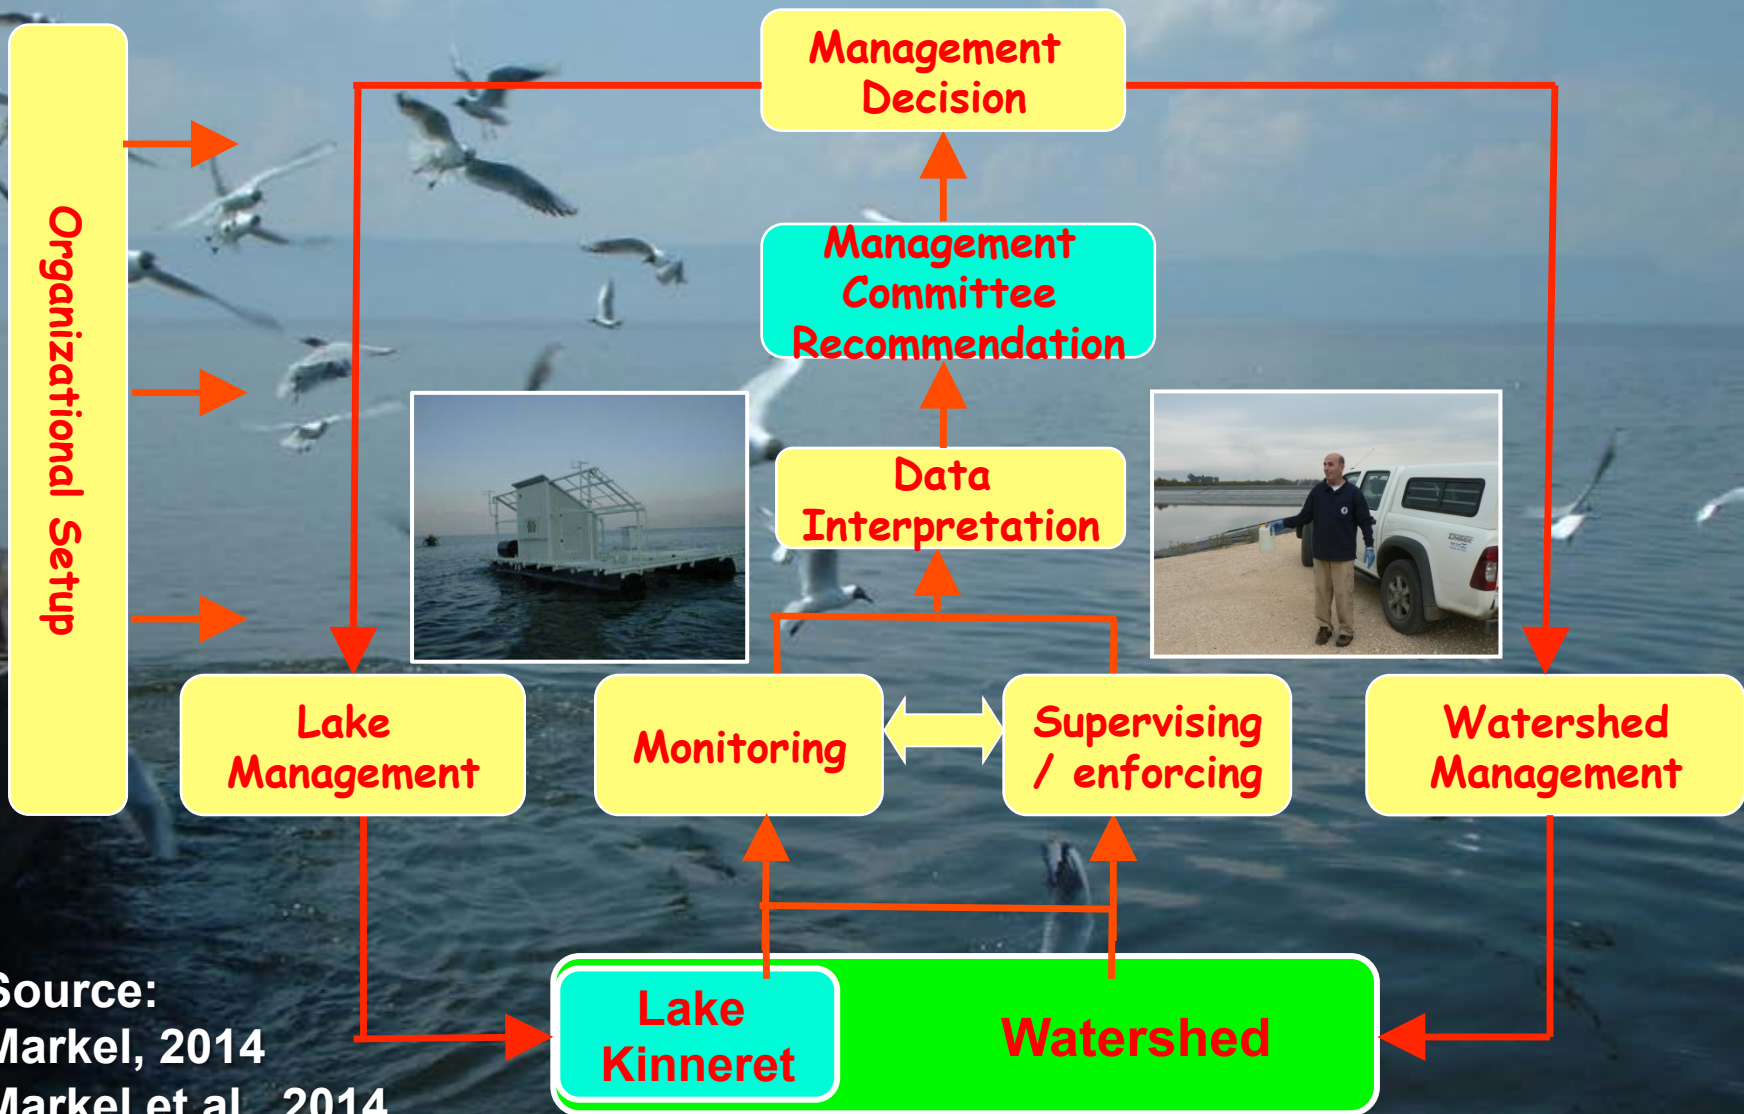 Management
Decision
Organizational Setup
Management
Committee
Recommendation
Data
Interpretation
Lake
Management
Monitoring
Supervising
/ enforcing
Watershed
Management
Lake
Kinneret
Watershed
Source:
Markel, 2014
Markel et al., 2014